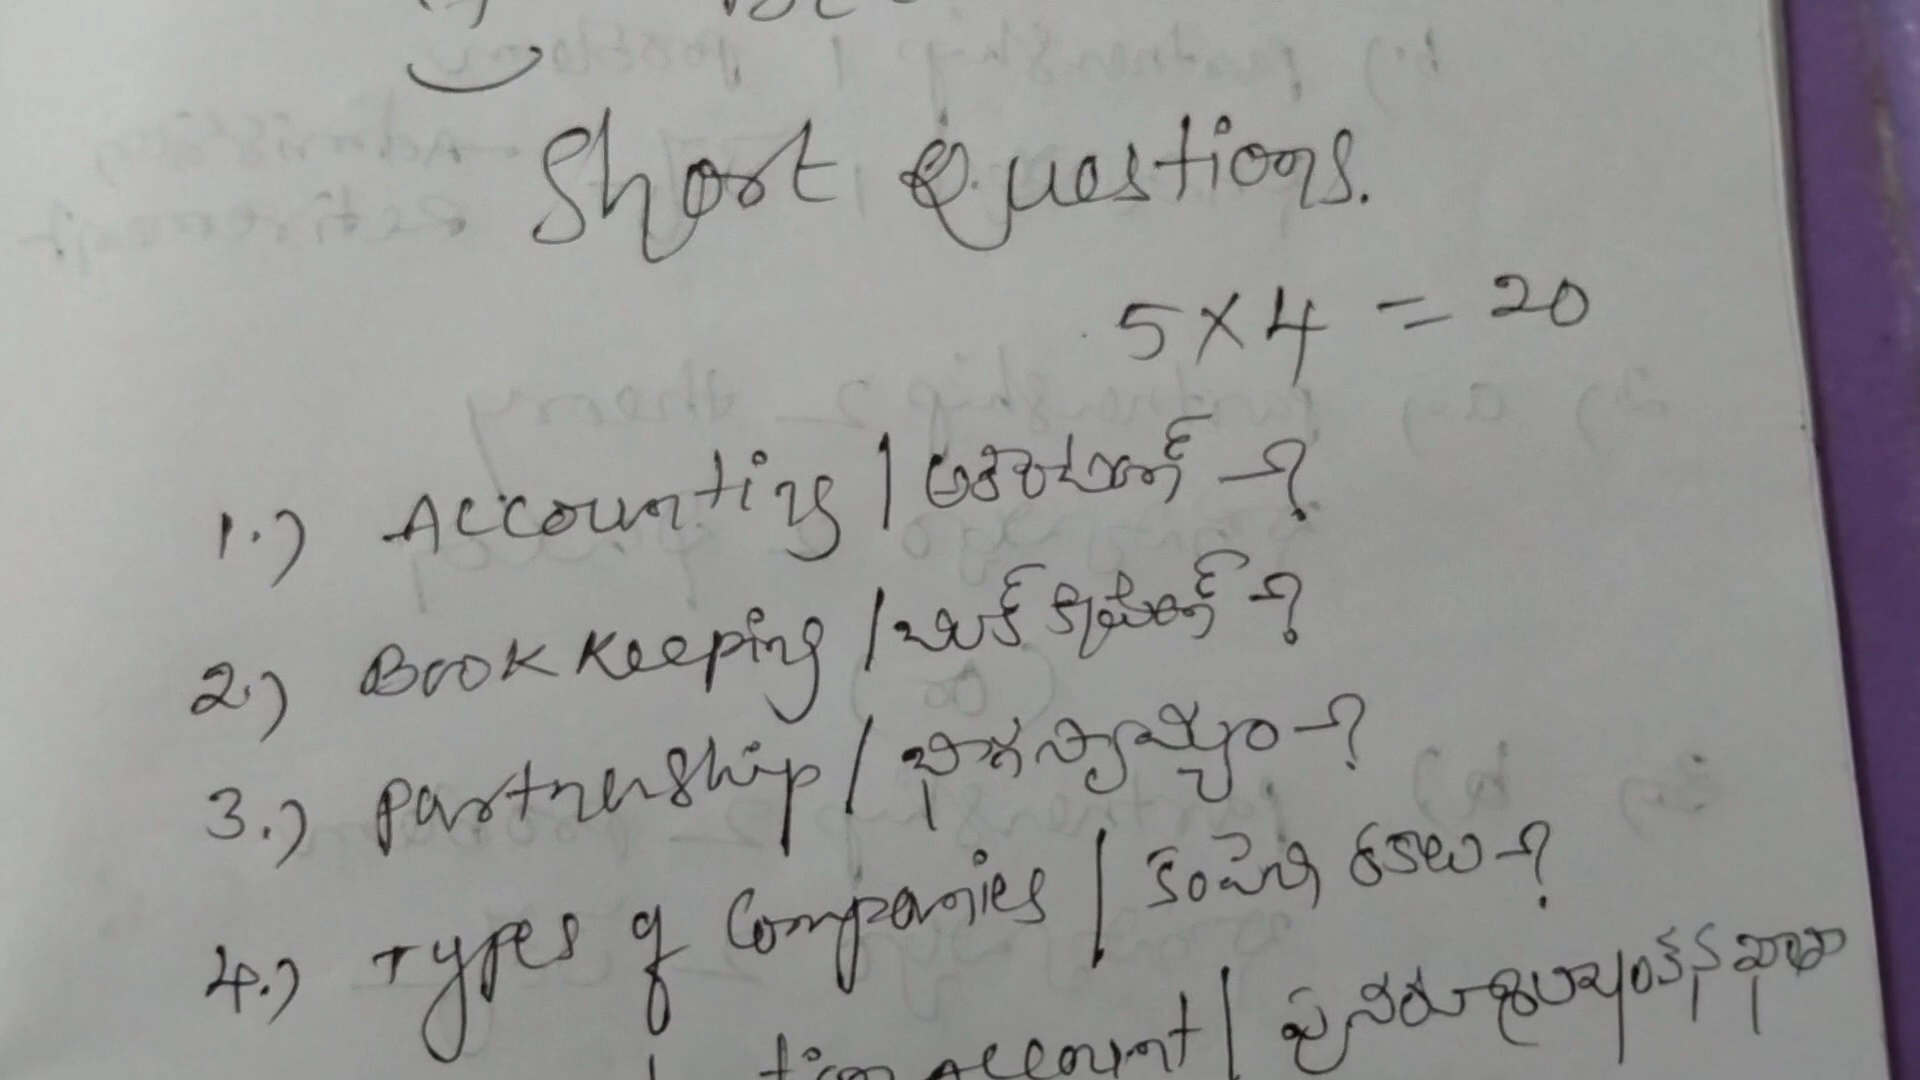 Short Questions.
5 × 4 = 20
1.) Accounting | అకౌంటింగ్ - ?
2.) Book keeping / బుక్ కీపింగ్ - ?
3.) Partnership / భాగస్వామ్యం - ?
4.) Types of Companies | కంపెనీ రకాలు - ?
account |